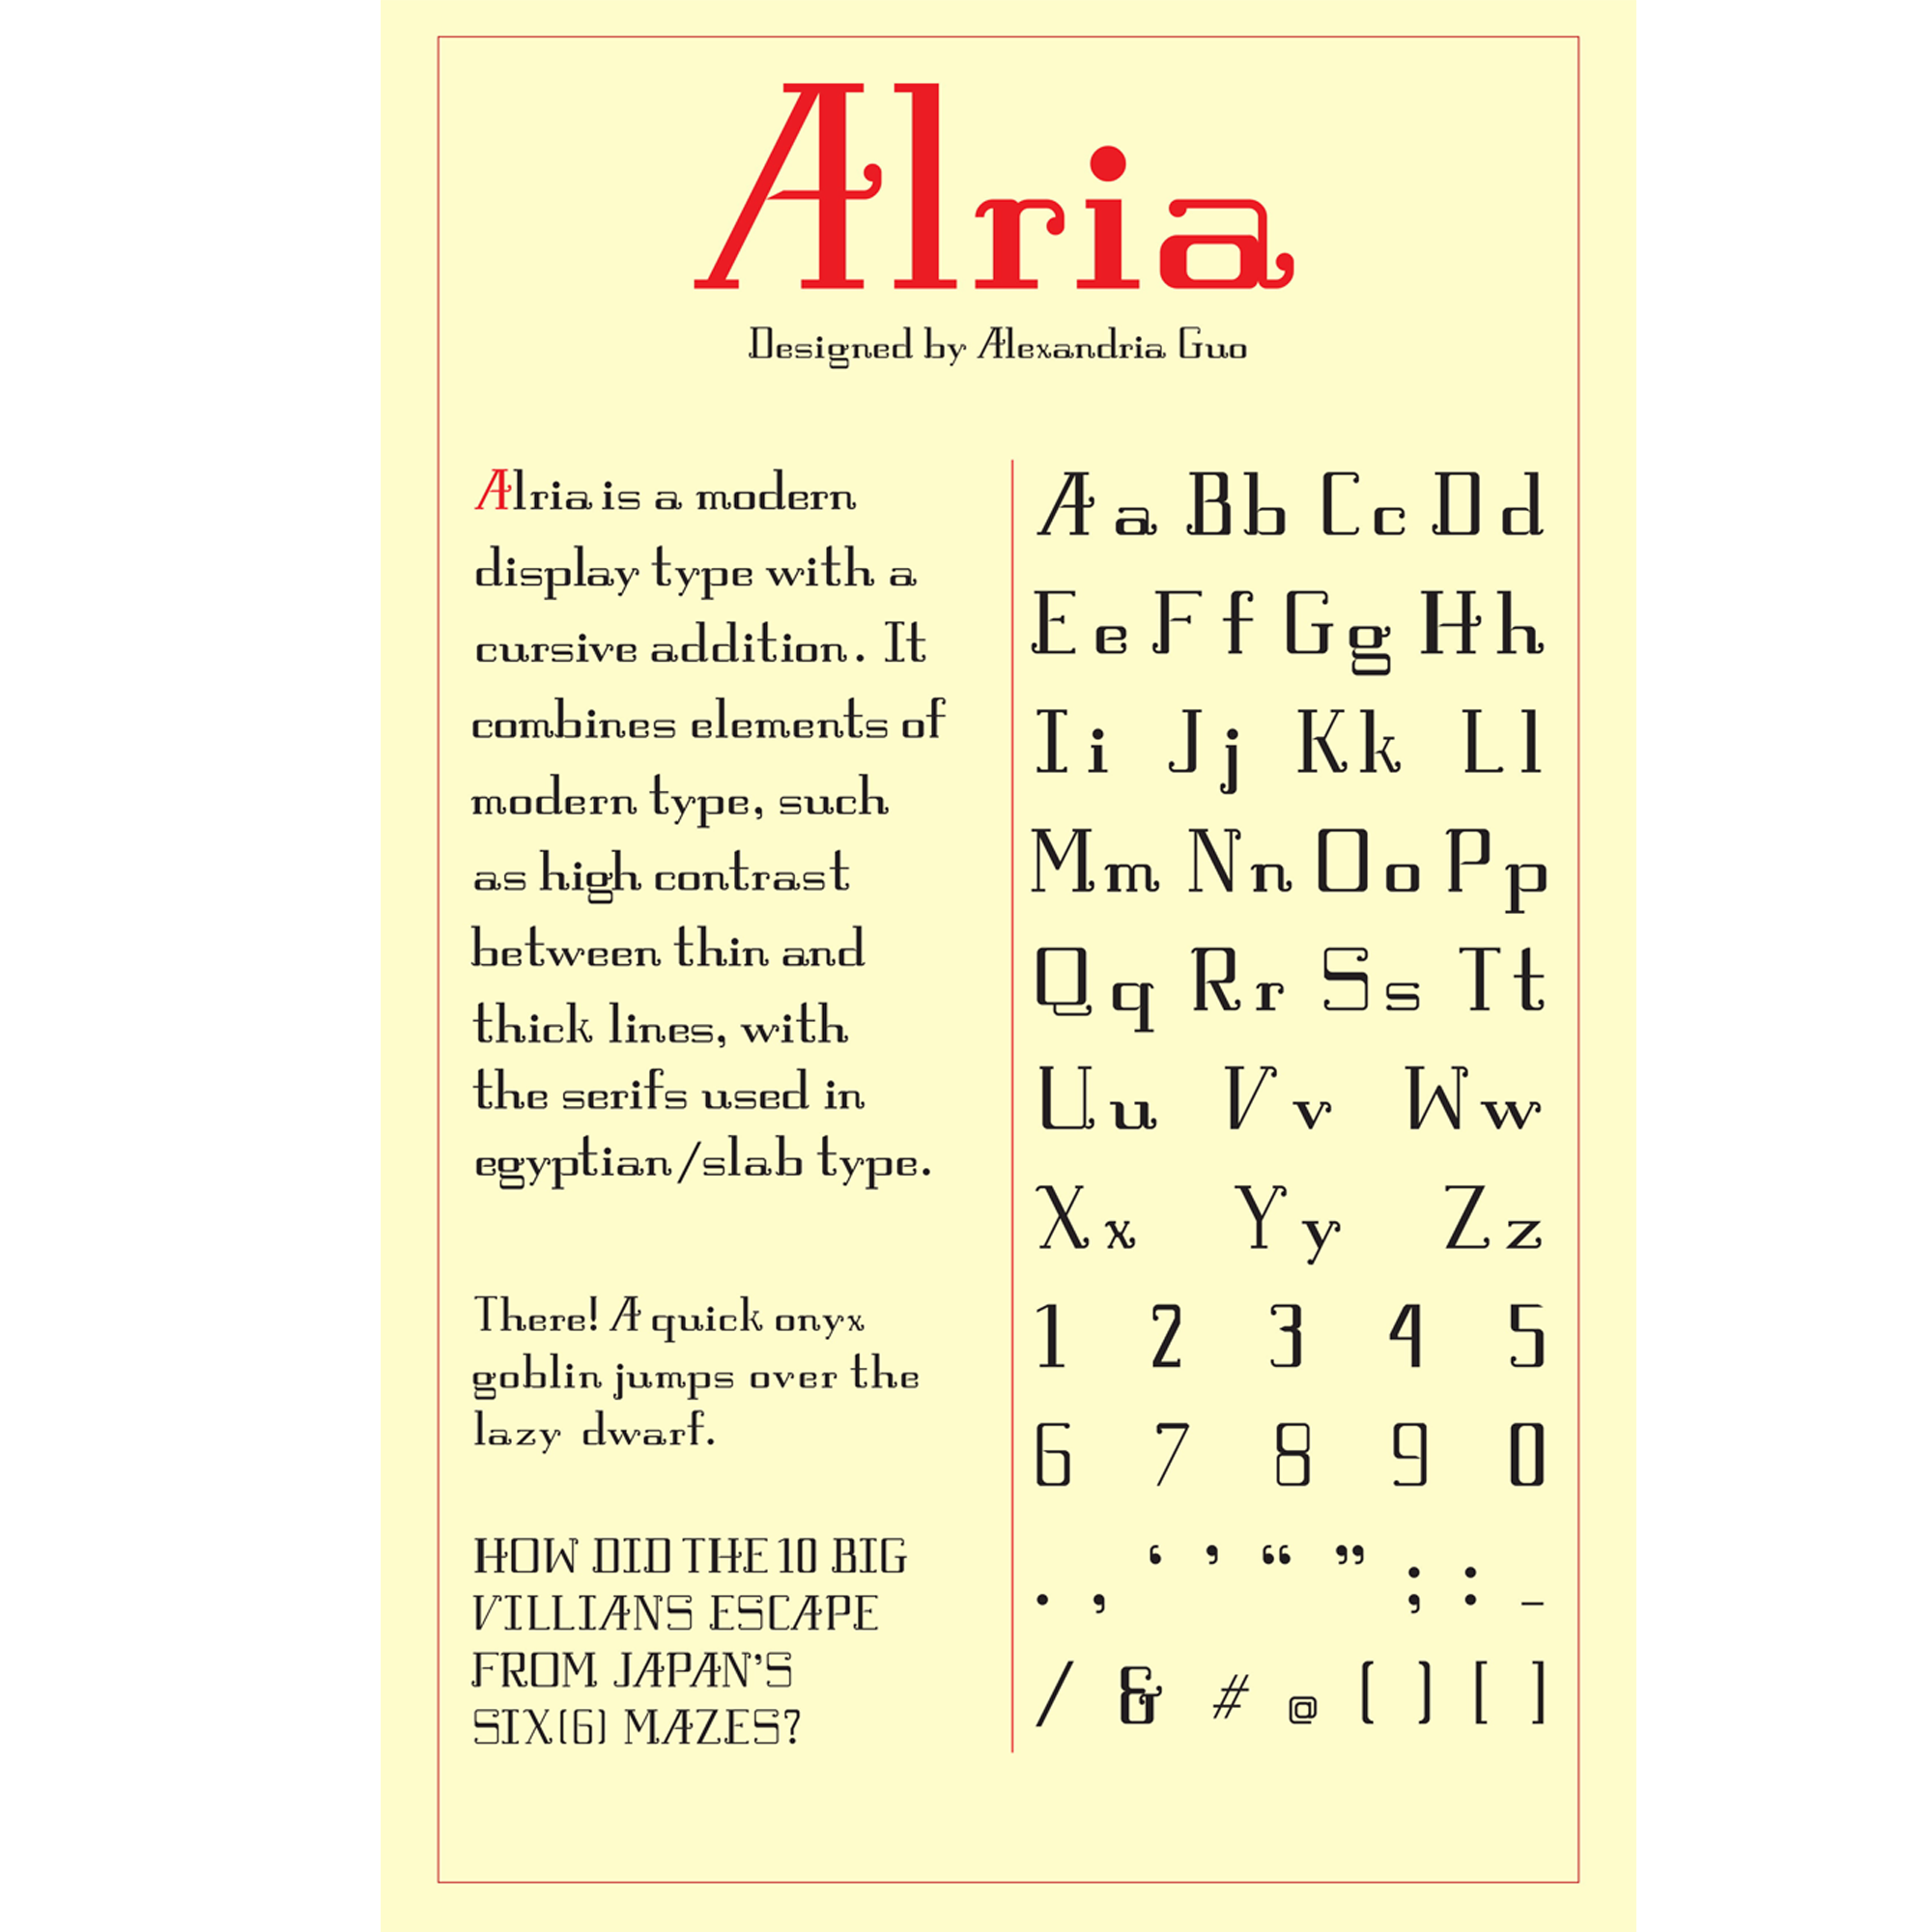 Alria
Designed by Alexandria Guo
Alria is a modern
display type with a
cursive addition. It
combines elements of
modern type, such
as high contrast
between thin and
thick lines, with
the serifs used in
egyptian/slab type.
There! A quick onyx
goblin jumps over the
lazy dwarf.
HOW DID THE 10 BIG
VILLIANS ESCAPE
FROM JAPAN’S
SIX(6) MAZES?
A a B b C c D d
E e F f G g H h
I i J j K k L l
M m N n O o P p
Q q R r S s T t
U u V v W w
X x Y y Z z
1 2 3 4 5
6 7 8 9 0
. , ‘ ’ “ ” ; : -
/ & # @ ( ) [ ]